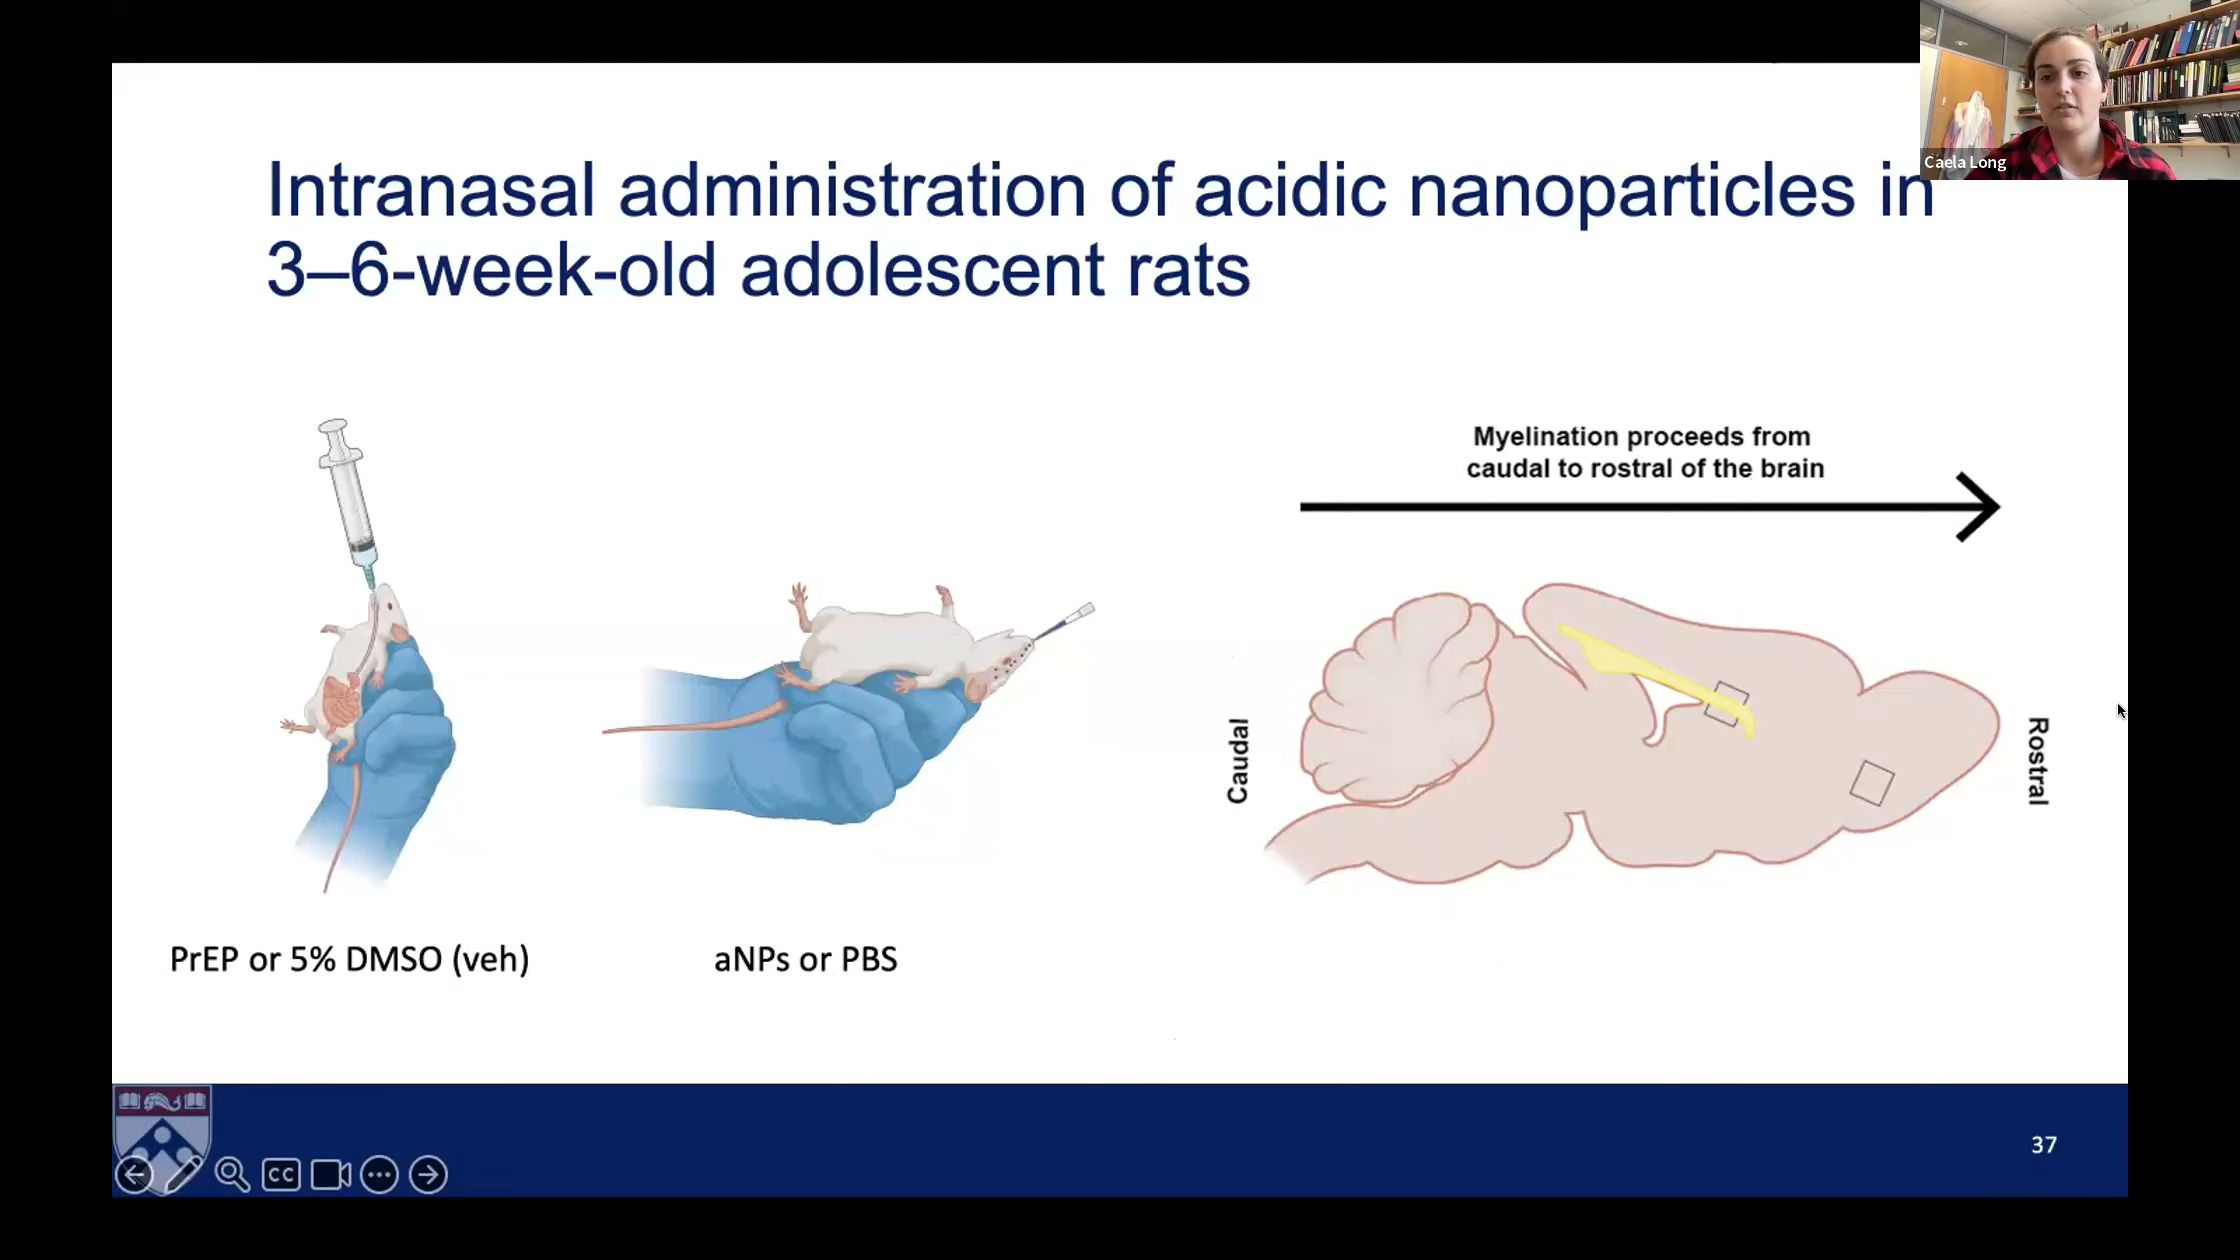 Caela Long
Intranasal administration of acidic nanoparticles in
3–6-week-old adolescent rats
Myelination proceeds from
caudal to rostral of the brain
Caudal
Rostral
PrEP or 5% DMSO (veh)
aNPs or PBS
37
CC